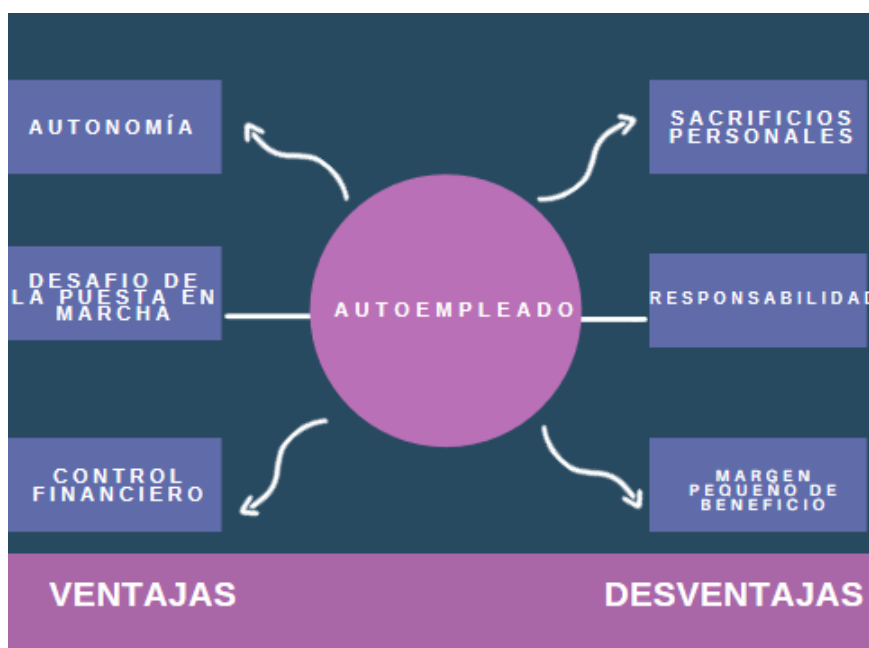 AUTONOMÍA
DESAFIO DE
LA PUESTA EN
MARCHA
CONTROL
FINANCIERO
AUTOEMPLEADO
SACRIFICIOS
PERSONALES
RESPONSABILIDAD
MARGEN
PEQUEÑO DE
BENEFICIO
VENTAJAS
DESVENTAJAS